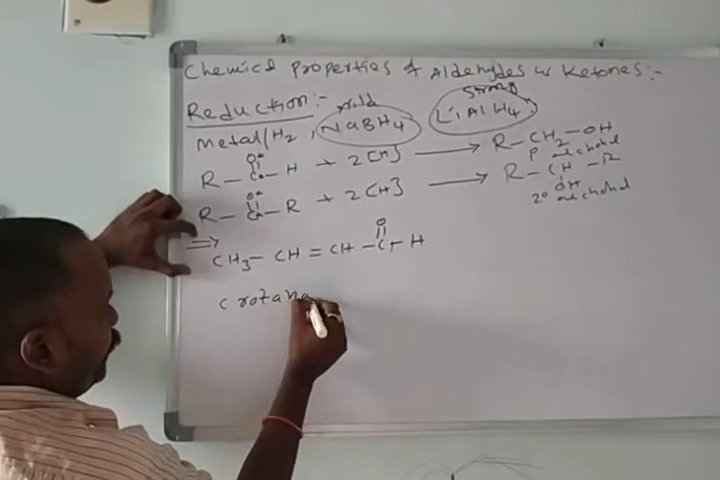 Chemical Properties of Aldehydes & Ketones:-
Reduction:- mild strong
Metal/H2, NaBH4 LiAlH4
R-C-H + 2[H] → R-CH2-OH
O 1° alcohol
R-C-R + 2[H] → R-CH-R
O OH
2° alcohol
⇒ CH3-CH=CH-C-H
O
Crotana